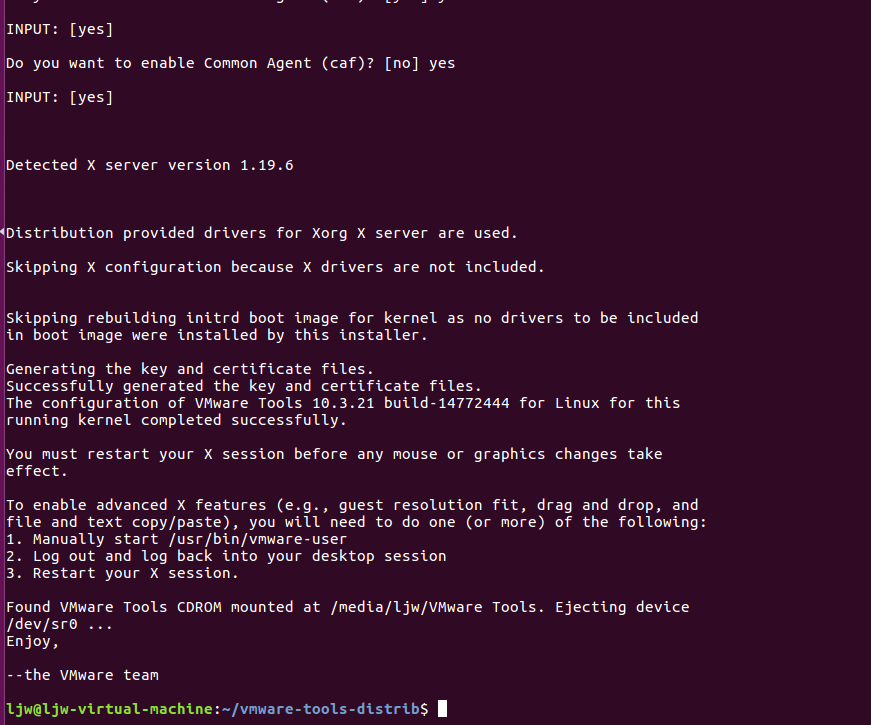 INPUT: [yes]
Do you want to enable Common Agent (caf)? [no] yes
INPUT: [yes]
Detected X server version 1.19.6
Distribution provided drivers for Xorg X server are used.
Skipping X configuration because X drivers are not included.
Skipping rebuilding initrd boot image for kernel as no drivers to be included
in boot image were installed by this installer.
Generating the key and certificate files.
Successfully generated the key and certificate files.
The configuration of VMware Tools 10.3.21 build-14772444 for Linux for this
running kernel completed successfully.
You must restart your X session before any mouse or graphics changes take
effect.
To enable advanced X features (e.g., guest resolution fit, drag and drop, and
file and text copy/paste), you will need to do one (or more) of the following:
1. Manually start /usr/bin/vmware-user
2. Log out and log back into your desktop session
3. Restart your X session.
Found VMware Tools CDROM mounted at /media/ljw/VMware Tools. Ejecting device
/dev/sr0 ...
Enjoy,
--the VMware team
ljw@ljw-virtual-machine:~/vmware-tools-distrib$